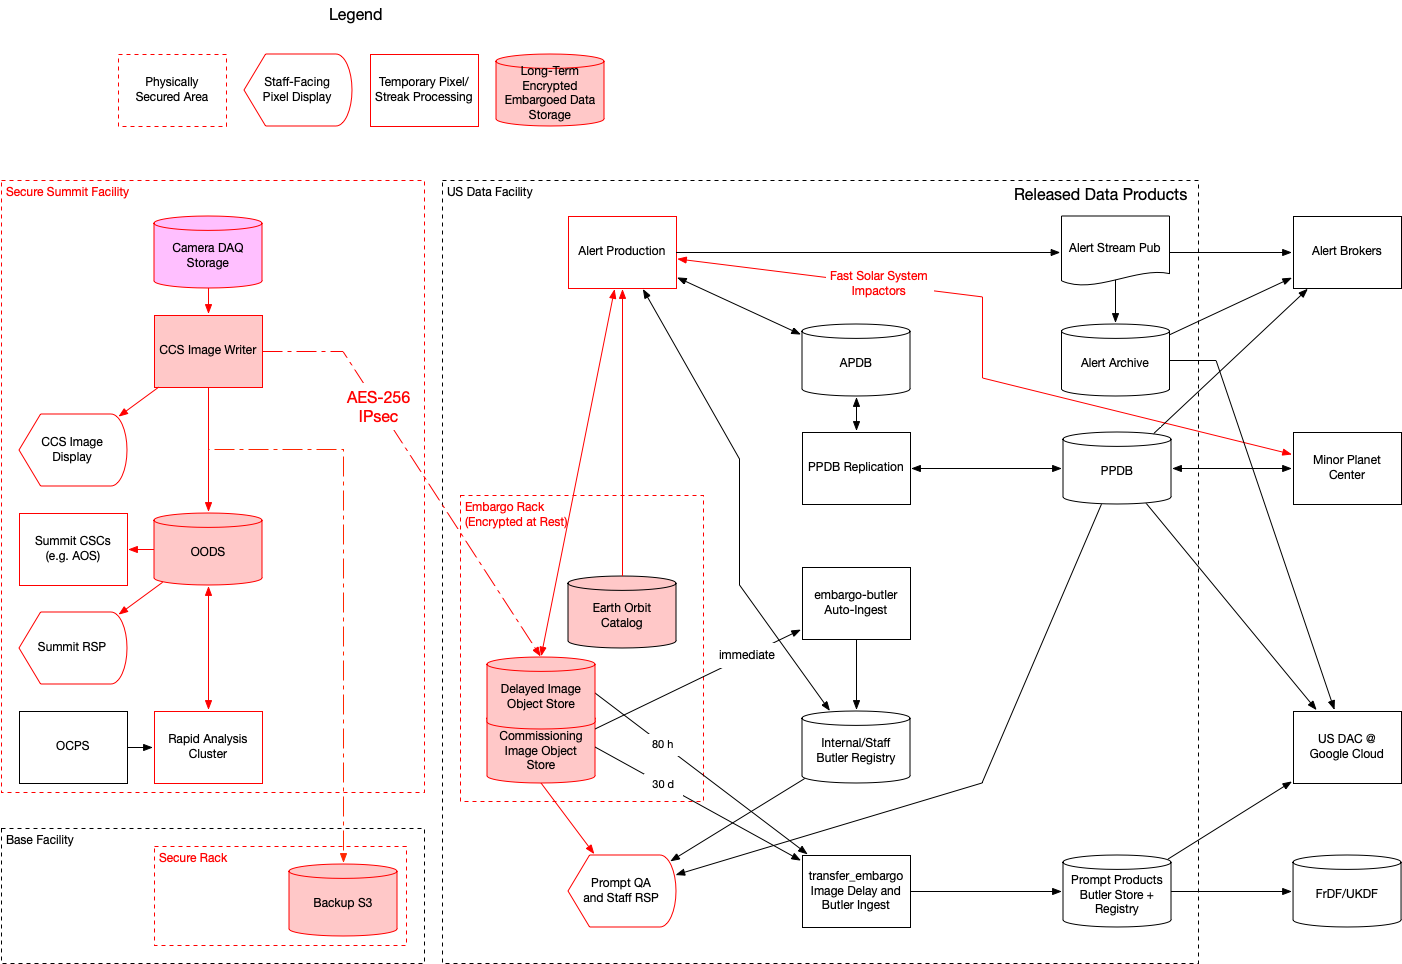 Legend
Physically
Secured Area
Staff-Facing
Pixel Display
Temporary Pixel/
Streak Processing
Long-Term
Encrypted
Embargoed Data
Storage
Secure Summit Facility
Camera DAQ
Storage
CCS Image Writer
CCS Image
Display
Summit CSCs
(e.g. AOS)
OODS
Summit RSP
OCPS
Rapid Analysis
Cluster
AES-256
IPsec
Base Facility
Secure Rack
Backup S3
US Data Facility
Released Data Products
Alert Production
Alert Stream Pub
Alert Brokers
Fast Solar System
Impactors
APDB
Alert Archive
PPDB Replication
PPDB
Minor Planet
Center
Embargo Rack
(Encrypted at Rest)
Earth Orbit
Catalog
embargo-butler
Auto-Ingest
immediate
Delayed Image
Object Store
Commissioning
Image Object
Store
80 h
30 d
Internal/Staff
Butler Registry
US DAC @
Google Cloud
Prompt QA
and Staff RSP
transfer_embargo
Image Delay and
Butler Ingest
Prompt Products
Butler Store +
Registry
FrDF/UKDF